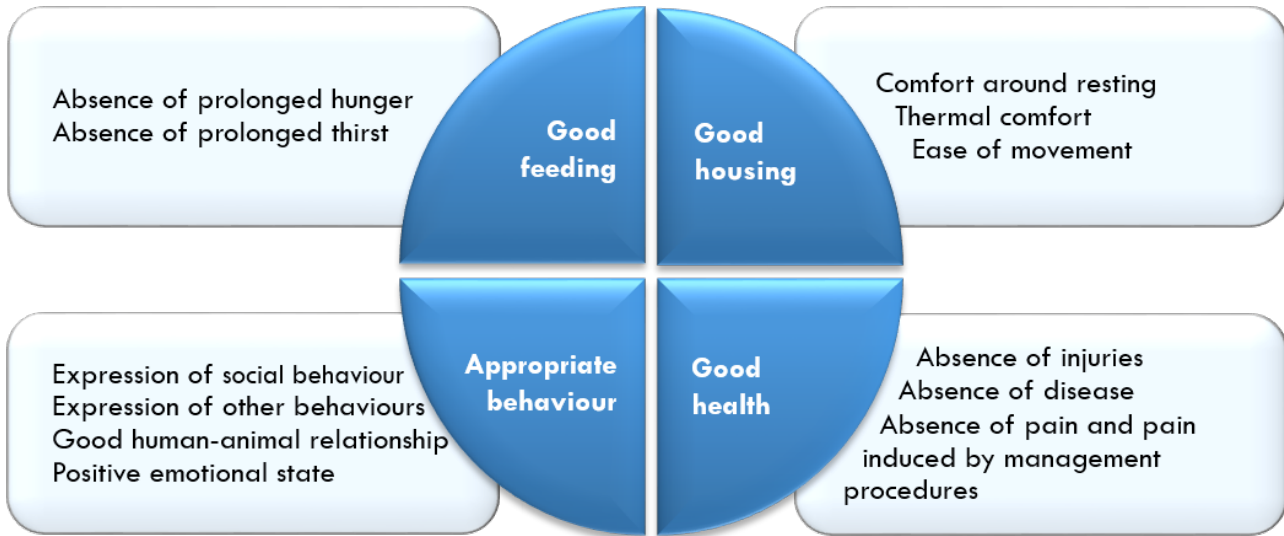 Absence of prolonged hunger
Absence of prolonged thirst
Good
feeding
Good
housing
Comfort around resting
Thermal comfort
Ease of movement
Expression of social behaviour
Expression of other behaviours
Good human-animal relationship
Positive emotional state
Appropriate
behaviour
Good
health
Absence of injuries
Absence of disease
Absence of pain and pain
induced by management
procedures